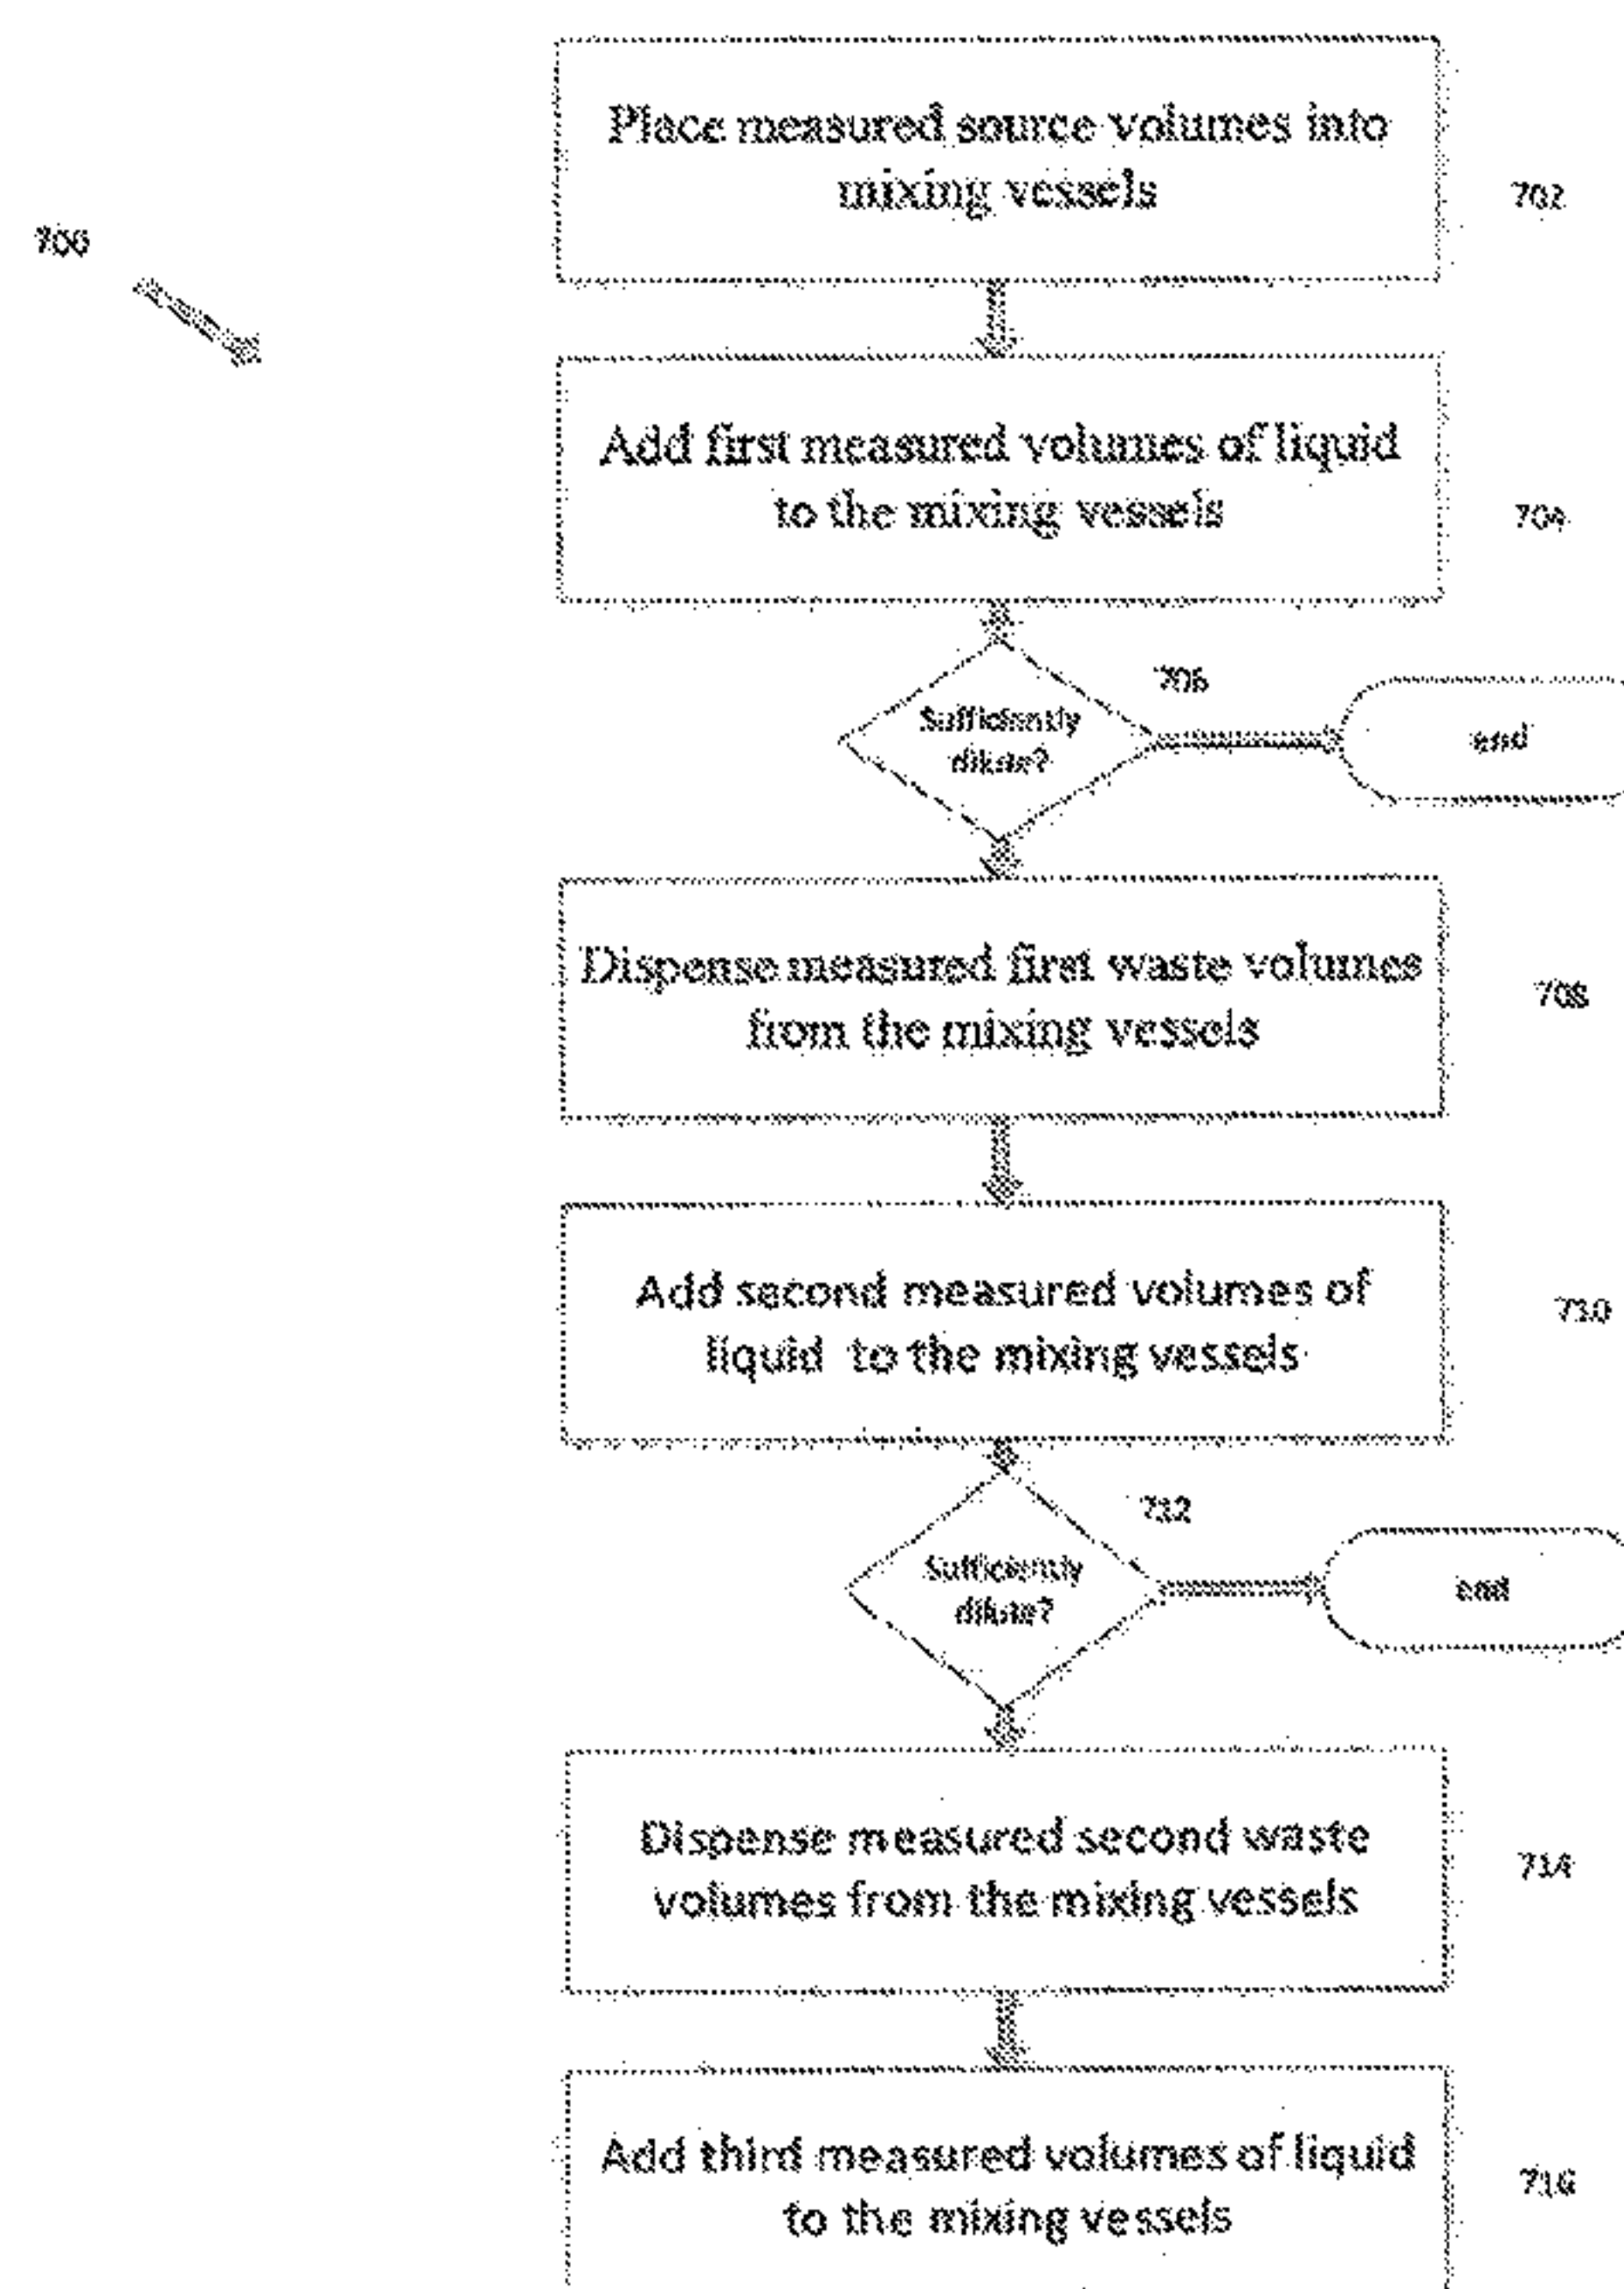 Place measured source volumes into
mixing vessels
702
700
Add first measured volumes of liquid
to the mixing vessels
704
706
Sufficiently
dilute?
end
Dispense measured first waste volumes
from the mixing vessels
708
Add second measured volumes of
liquid to the mixing vessels
710
712
Sufficiently
dilute?
end
Dispense measured second waste
volumes from the mixing vessels
714
Add third measured volumes of liquid
to the mixing vessels
716